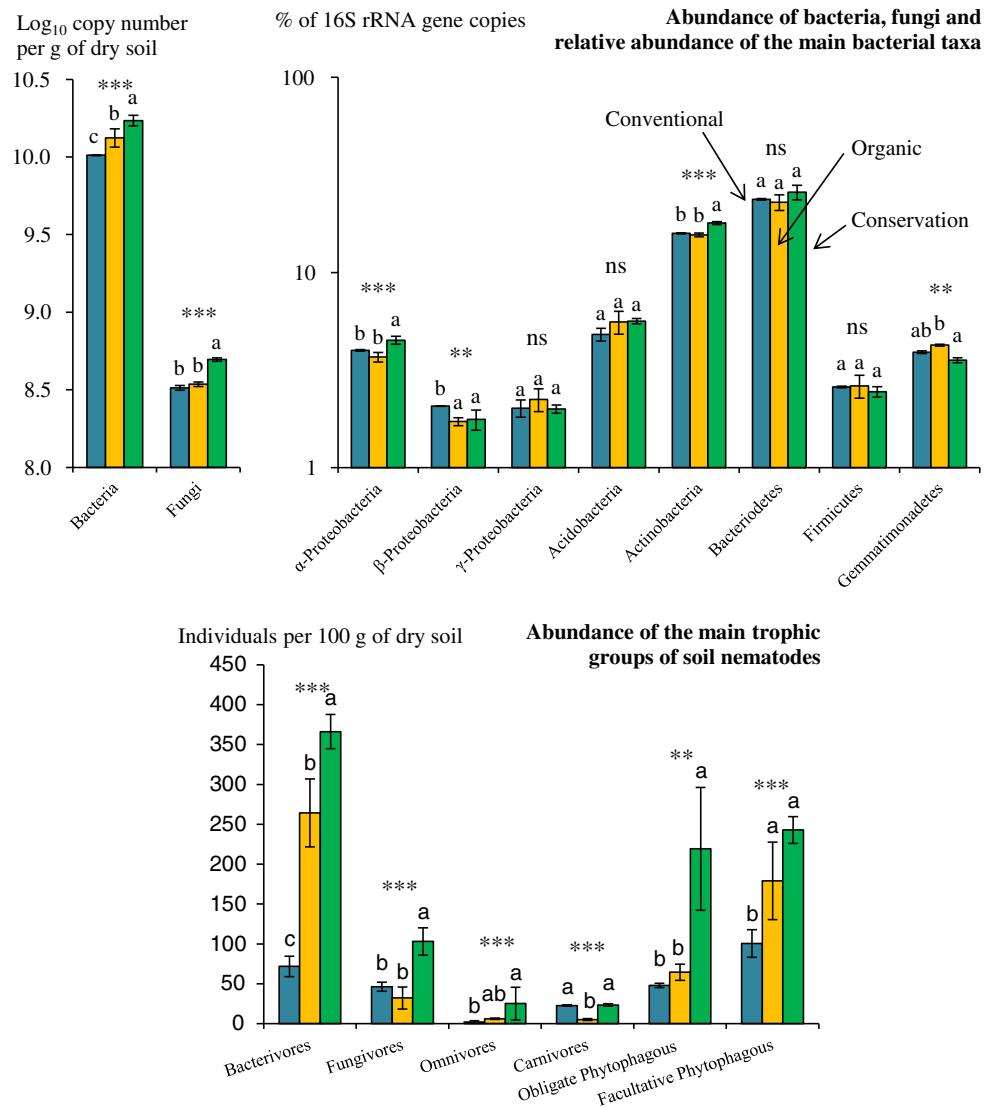 Log10 copy number
per g of dry soil
10.5
10.0
9.5
9.0
8.5
8.0
***
c b a
***
b b a
Bacteria
Fungi
% of 16S rRNA gene copies
Abundance of bacteria, fungi and
relative abundance of the main bacterial taxa
100
10
1
Conventional
Organic
Conservation
***
b b a
**
b a a
ns
a a a
ns
a a a
***
b b a
ns
a a a
ns
a a a
**
ab b a
α-Proteobacteria
β-Proteobacteria
γ-Proteobacteria
Acidobacteria
Actinobacteria
Bacteriodetes
Firmicutes
Gemmatimonadetes
Individuals per 100 g of dry soil
Abundance of the main trophic
groups of soil nematodes
450
400
350
300
250
200
150
100
50
0
***
c b a
***
b b a
***
b ab a
***
a b a
**
b b a
***
b a a
Bacterivores
Fungivores
Omnivores
Carnivores
Obligate Phytophagous
Facultative Phytophagous